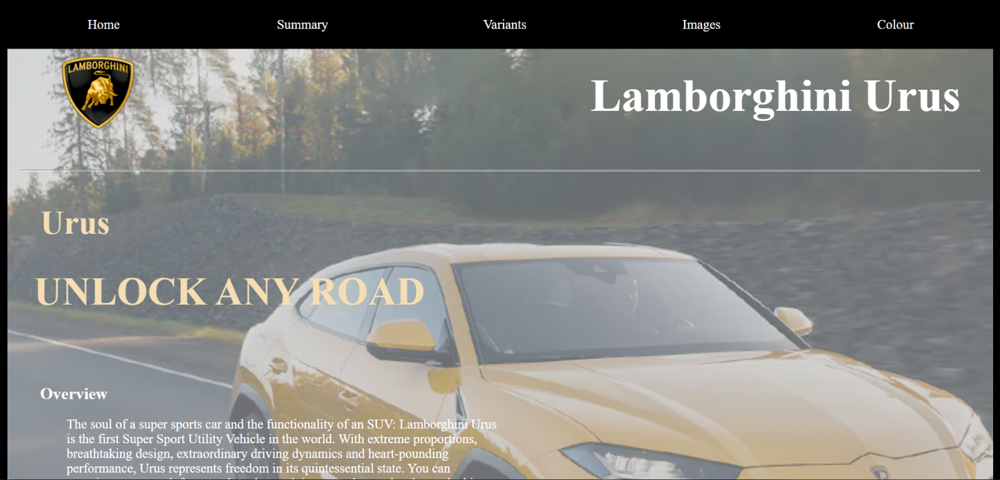 Home Summary Variants Images Colour
LAMBORGHINI
Lamborghini Urus
Urus
UNLOCK ANY ROAD
Overview
The soul of a super sports car and the functionality of an SUV: Lamborghini Urus
is the first Super Sport Utility Vehicle in the world. With extreme proportions,
breathtaking design, extraordinary driving dynamics and heart-pounding
performance, Urus represents freedom in its quintessential state. You can